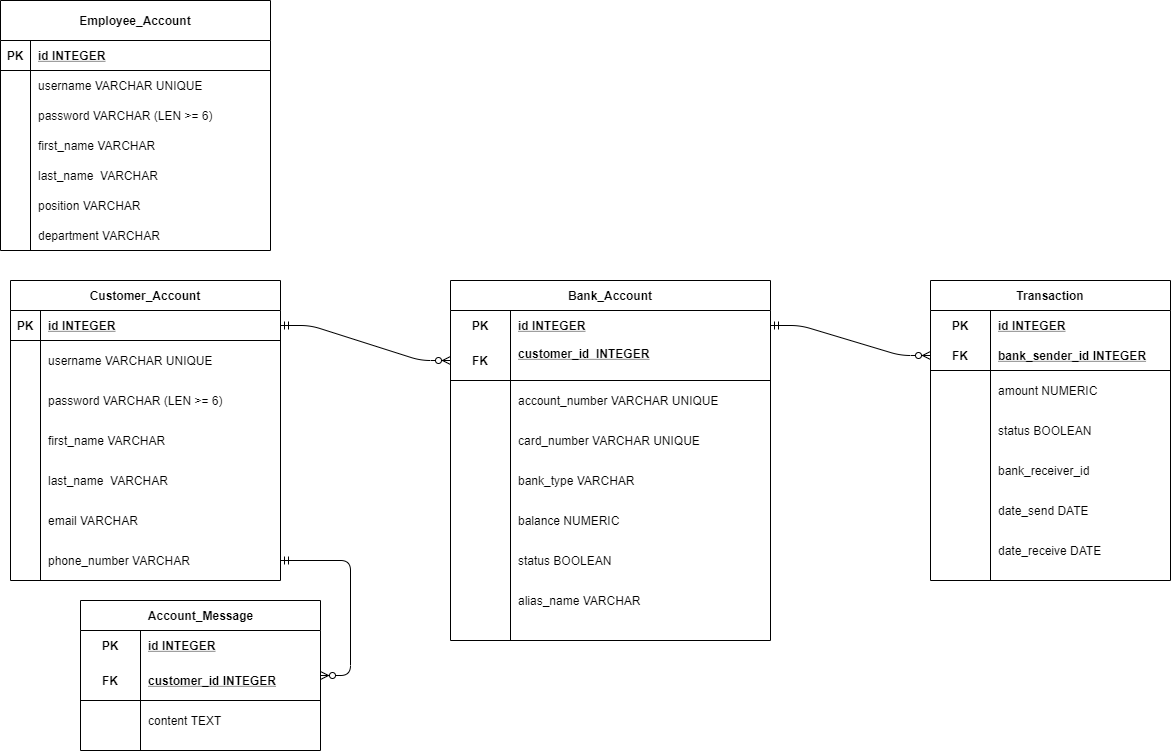 Employee_Account
PK id INTEGER
username VARCHAR UNIQUE
password VARCHAR (LEN >= 6)
first_name VARCHAR
last_name  VARCHAR
position VARCHAR
department VARCHAR
Customer_Account
PK id INTEGER
username VARCHAR UNIQUE
password VARCHAR (LEN >= 6)
first_name VARCHAR
last_name  VARCHAR
email VARCHAR
phone_number VARCHAR
Bank_Account
PK id INTEGER
FK customer_id  INTEGER
account_number VARCHAR UNIQUE
card_number VARCHAR UNIQUE
bank_type VARCHAR
balance NUMERIC
status BOOLEAN
alias_name VARCHAR
Transaction
PK id INTEGER
FK bank_sender_id INTEGER
amount NUMERIC
status BOOLEAN
bank_receiver_id
date_send DATE
date_receive DATE
Account_Message
PK id INTEGER
FK customer_id INTEGER
content TEXT